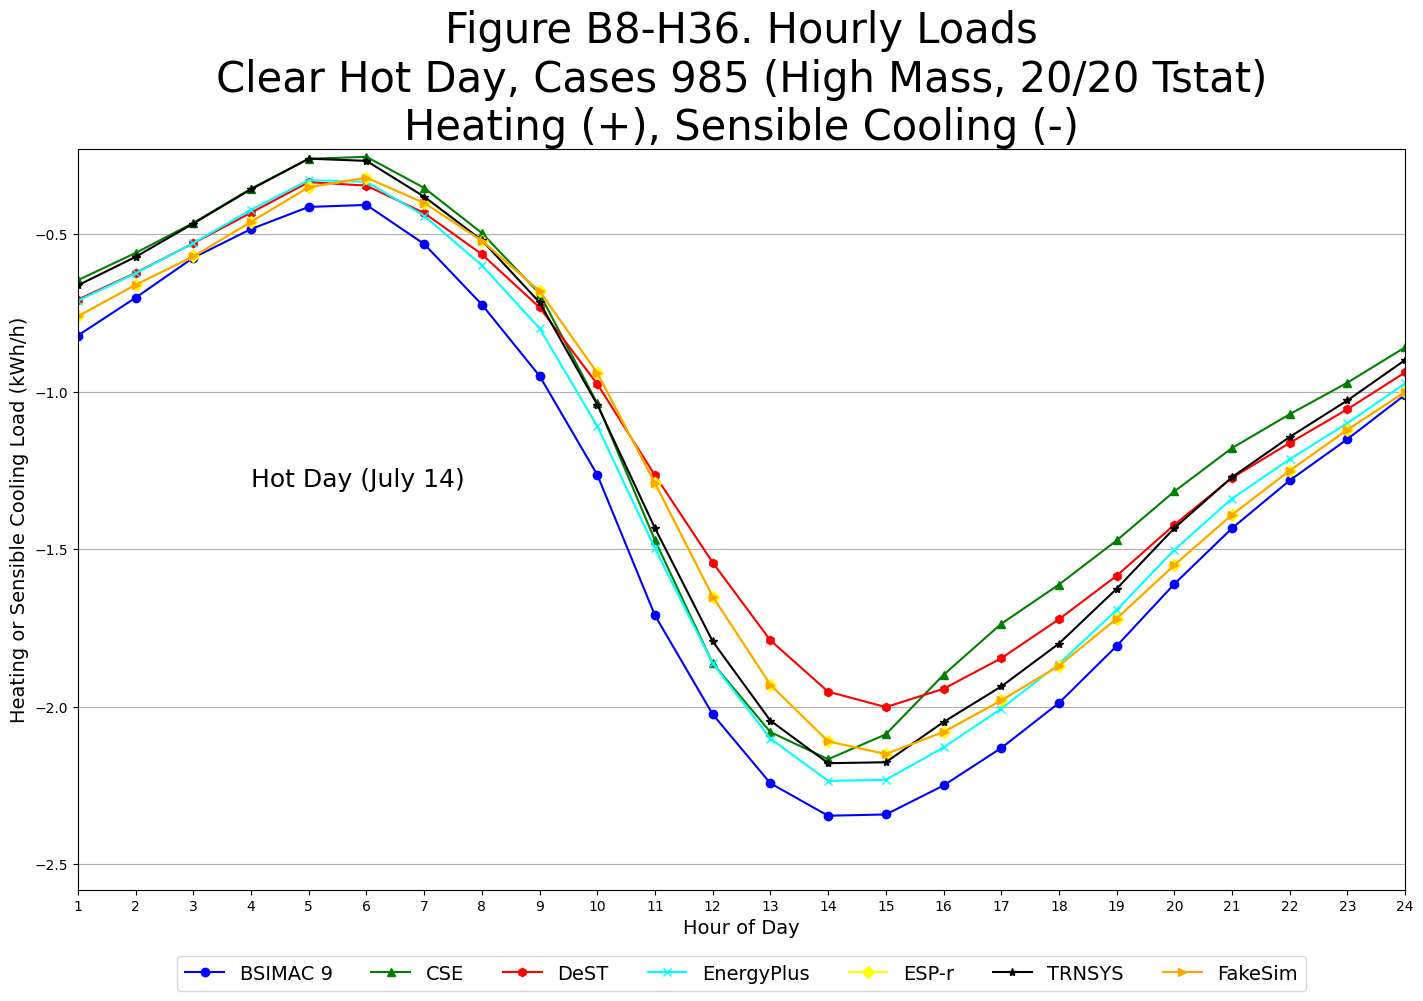 Figure B8-H36. Hourly Loads
Clear Hot Day, Cases 985 (High Mass, 20/20 Tstat)
Heating (+), Sensible Cooling (-)
Heating or Sensible Cooling Load (kWh/h)
−0.5
−1.0
−1.5
−2.0
−2.5
Hot Day (July 14)
1 2 3 4 5 6 7 8 9 10 11 12 13 14 15 16 17 18 19 20 21 22 23 24
Hour of Day
BSIMAC 9 CSE DeST EnergyPlus ESP-r TRNSYS FakeSim